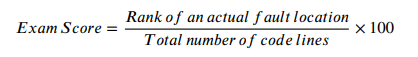 Exam Score = Rank of an actual fault location / Total number of code lines × 100